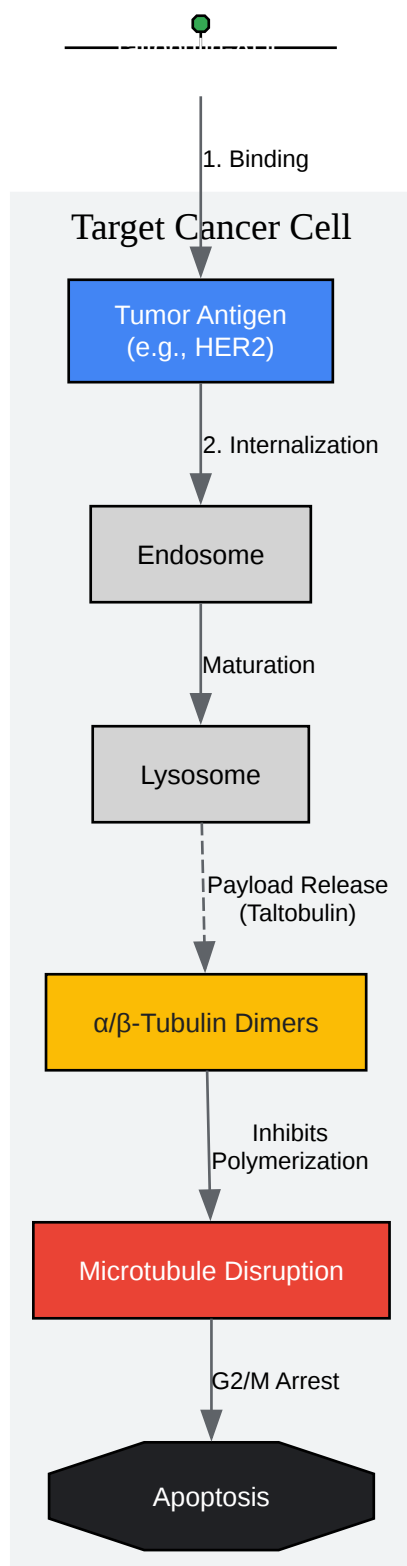 1. Binding
Target Cancer Cell
Tumor Antigen
(e.g., HER2)
2. Internalization
Endosome
Maturation
Lysosome
Payload Release
(Taltobulin)
α/β-Tubulin Dimers
Inhibits
Polymerization
Microtubule Disruption
G2/M Arrest
Apoptosis